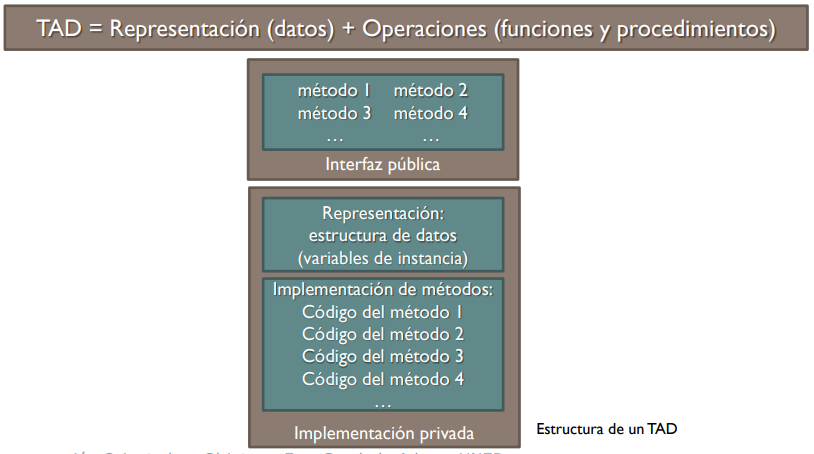 TAD = Representación (datos) + Operaciones (funciones y procedimientos)
método 1 método 2
método 3 método 4
... ...
Interfaz pública
Representación:
estructura de datos
(variables de instancia)
Implementación de métodos:
Código del método 1
Código del método 2
Código del método 3
Código del método 4
...
Implementación privada
Estructura de un TAD